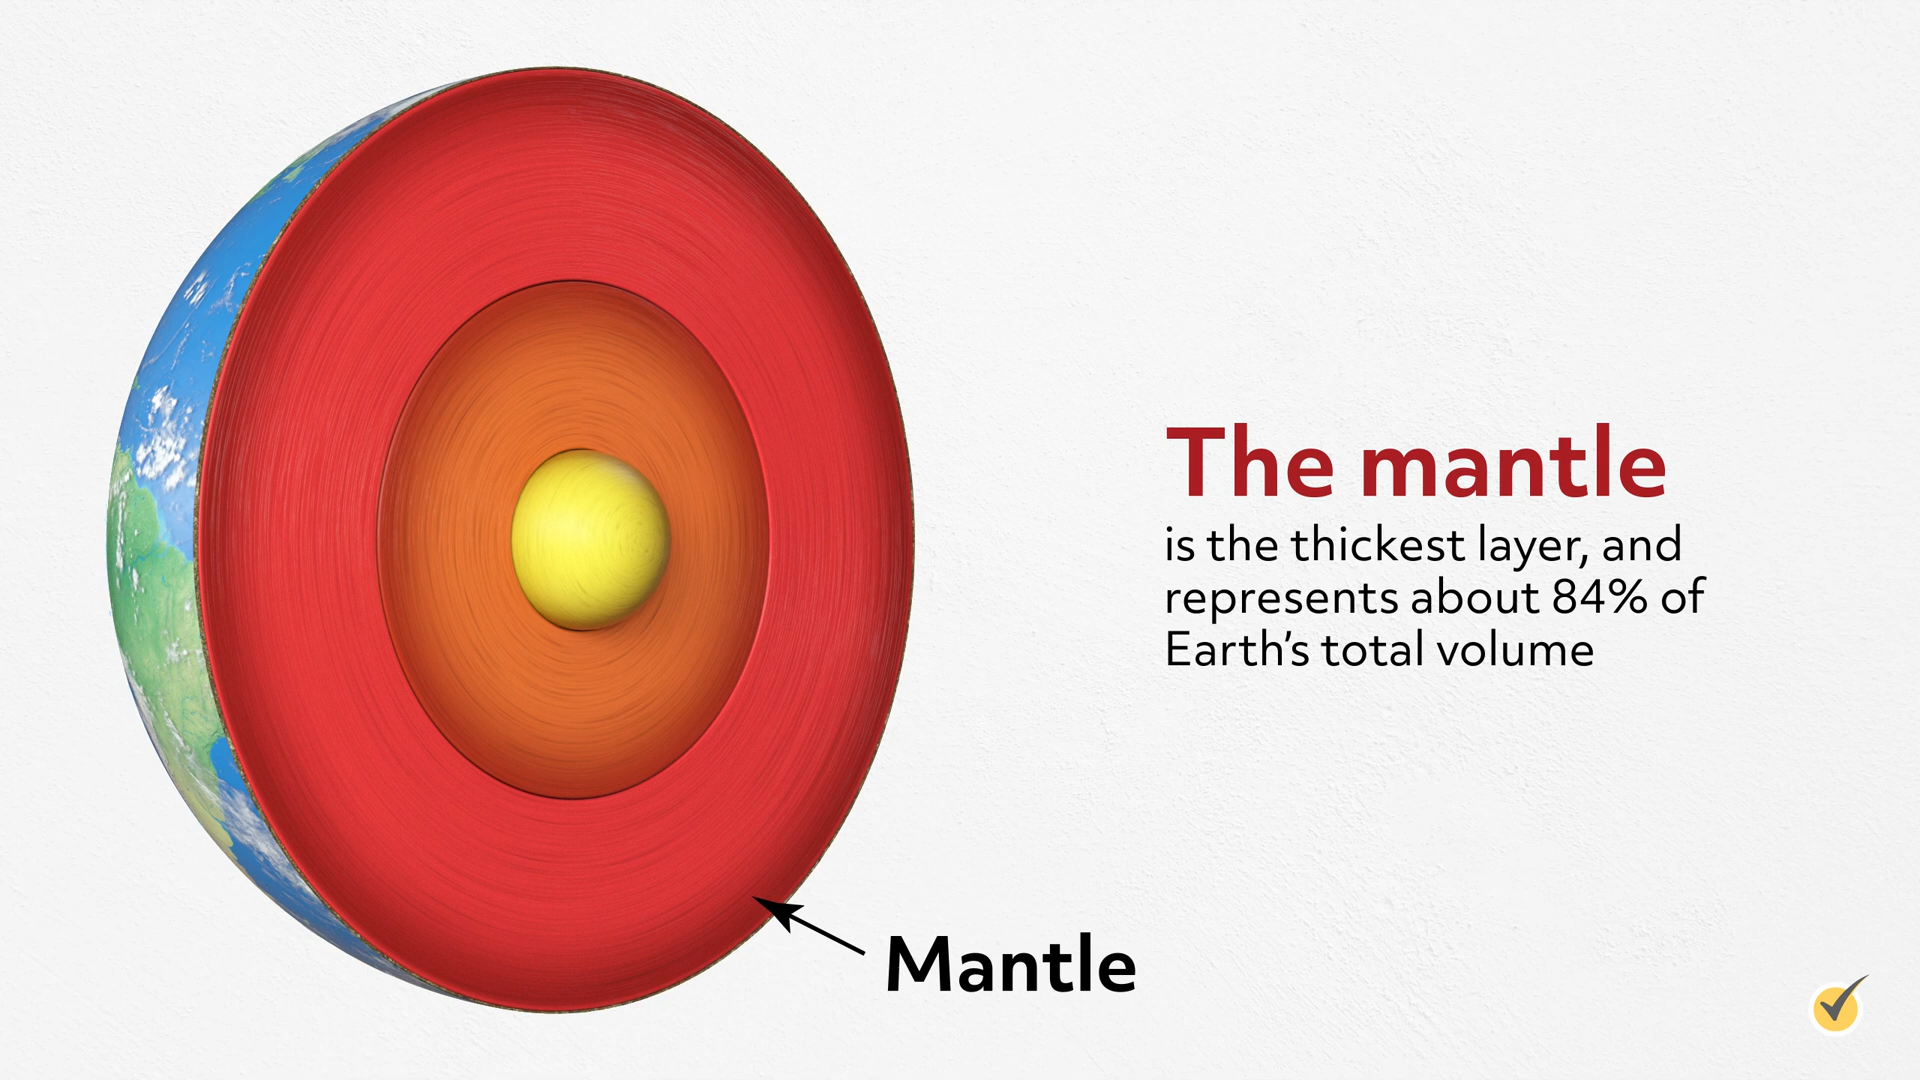 The mantle
is the thickest layer, and
represents about 84% of
Earth’s total volume
Mantle